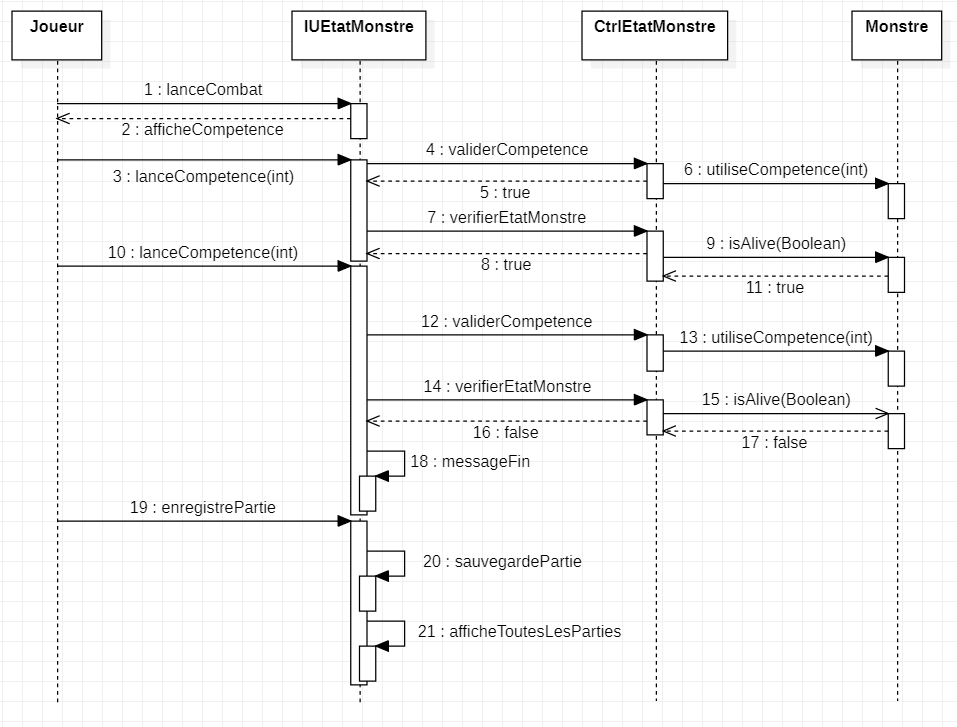 Joueur
IUEtatMonstre
CtrlEtatMonstre
Monstre
1 : lanceCombat
2 : afficheCompetence
3 : lanceCompetence(int)
4 : validerCompetence
5 : true
6 : utiliseCompetence(int)
7 : verifierEtatMonstre
8 : true
9 : isAlive(Boolean)
10 : lanceCompetence(int)
11 : true
12 : validerCompetence
13 : utiliseCompetence(int)
14 : verifierEtatMonstre
15 : isAlive(Boolean)
16 : false
17 : false
18 : messageFin
19 : enregistrePartie
20 : sauvegardePartie
21 : afficheToutesLesParties